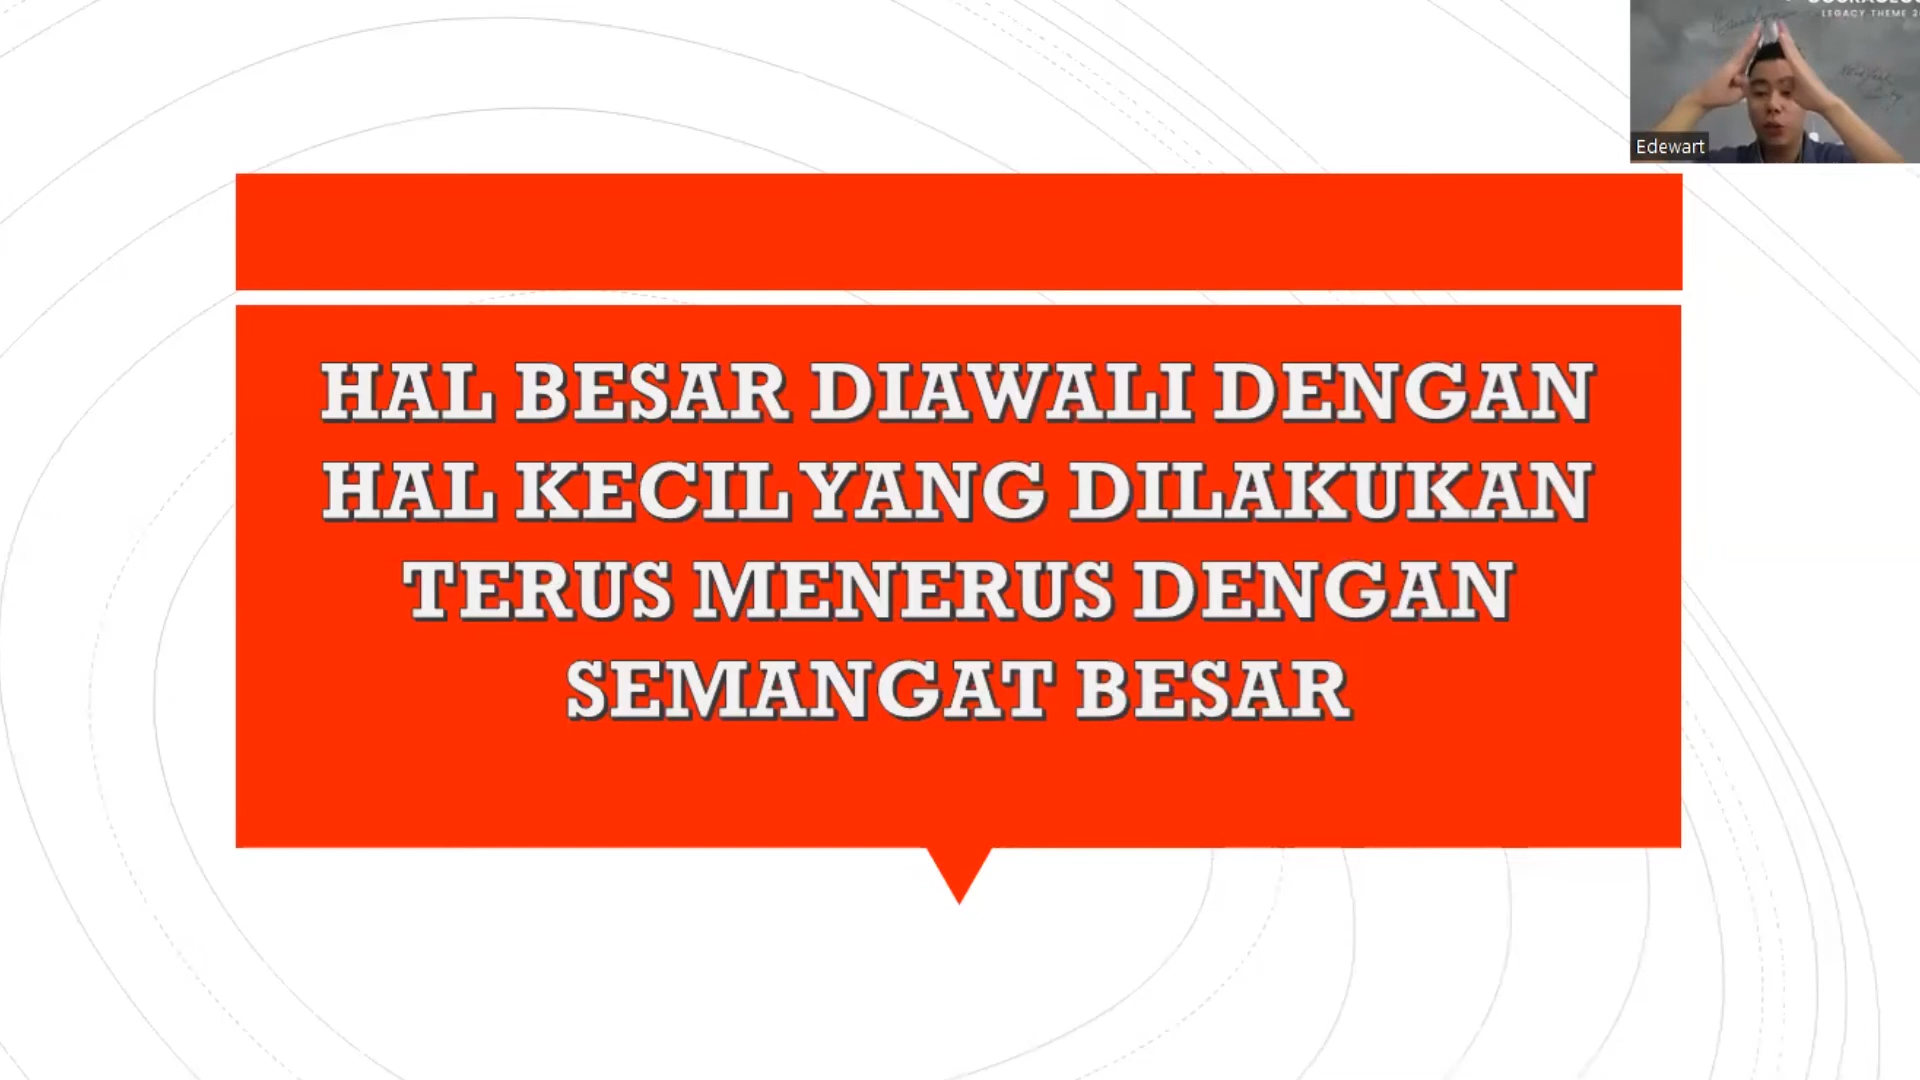 LEGACY THEME
Edewart
HAL BESAR DIAWALI DENGAN
HAL KECIL YANG DILAKUKAN
TERUS MENERUS DENGAN
SEMANGAT BESAR